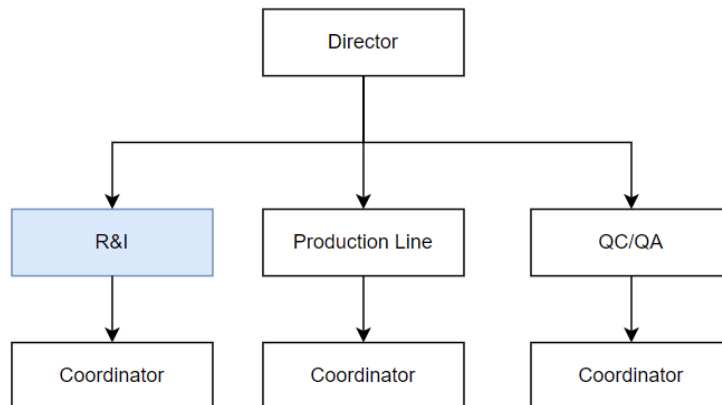 Director
R&I
Production Line
QC/QA
Coordinator
Coordinator
Coordinator